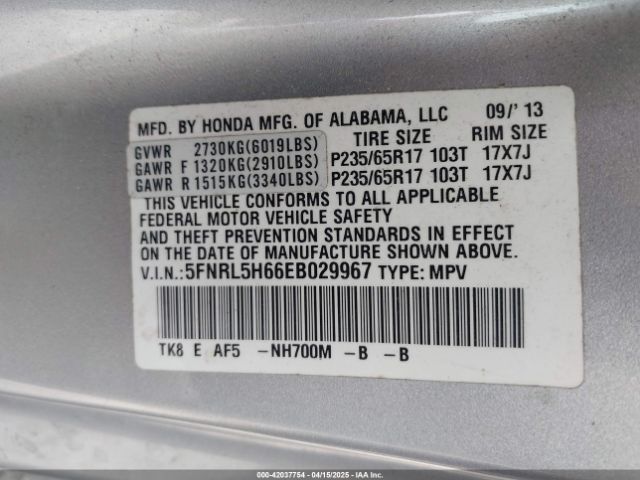 MFD. BY HONDA MFG. OF ALABAMA, LLC 09/' 13
TIRE SIZE RIM SIZE
GVWR 2730KG(6019LBS)
GAWR F 1320KG(2910LBS) P235/65R17 103T 17X7J
GAWR R 1515KG(3340LBS) P235/65R17 103T 17X7J
THIS VEHICLE CONFORMS TO ALL APPLICABLE
FEDERAL MOTOR VEHICLE SAFETY
AND THEFT PREVENTION STANDARDS IN EFFECT
ON THE DATE OF MANUFACTURE SHOWN ABOVE.
V.I.N.: 5FNRL5H66EB029967 TYPE: MPV
TK8 E AF5 -NH700M -B -B
000-42037754 - 04/15/2025 - IAAI.COM